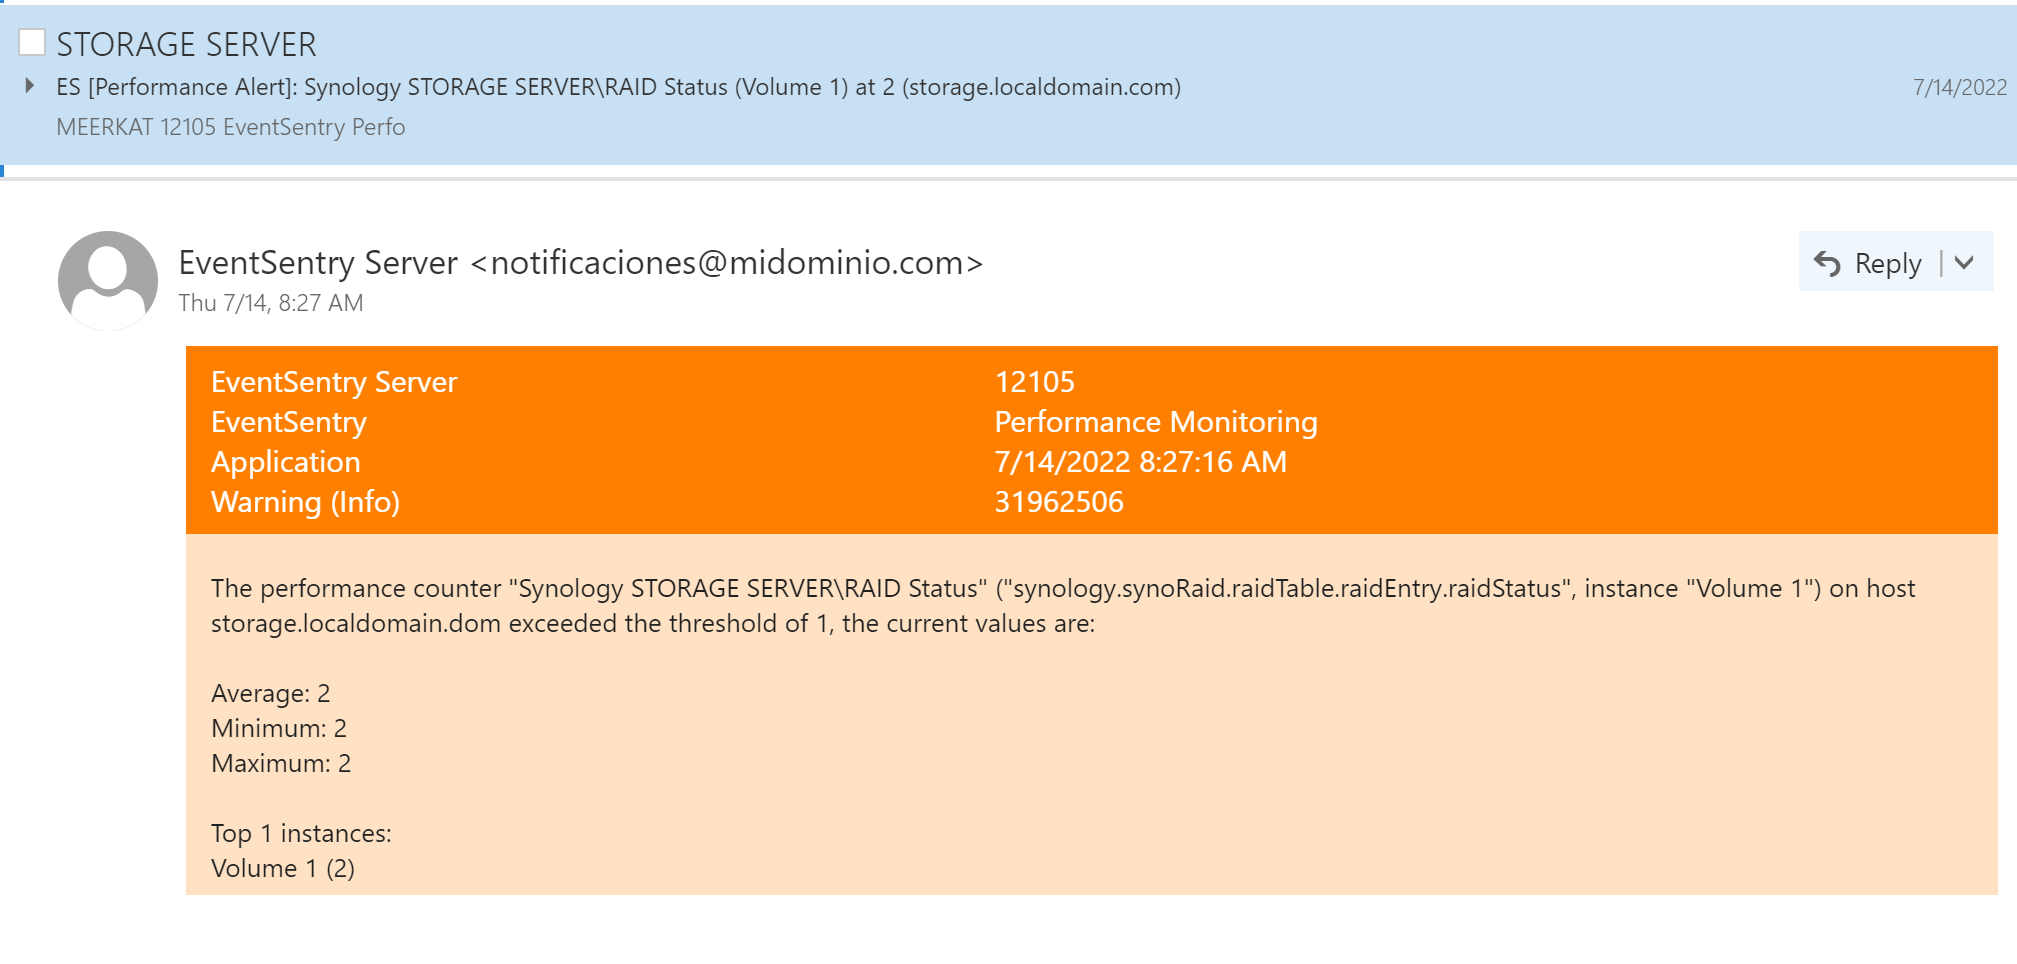 STORAGE SERVER
ES [Performance Alert]: Synology STORAGE SERVER\RAID Status (Volume 1) at 2 (storage.localdomain.com) 7/14/2022
MEERKAT 12105 EventSentry Perfo
EventSentry Server <notificaciones@midominio.com>
Reply
Thu 7/14, 8:27 AM
EventSentry Server 12105
EventSentry Performance Monitoring
Application 7/14/2022 8:27:16 AM
Warning (Info) 31962506
The performance counter "Synology STORAGE SERVER\RAID Status" ("synology.synoRaid.raidTable.raidEntry.raidStatus", instance "Volume 1") on host
storage.localdomain.dom exceeded the threshold of 1, the current values are:
Average: 2
Minimum: 2
Maximum: 2
Top 1 instances:
Volume 1 (2)